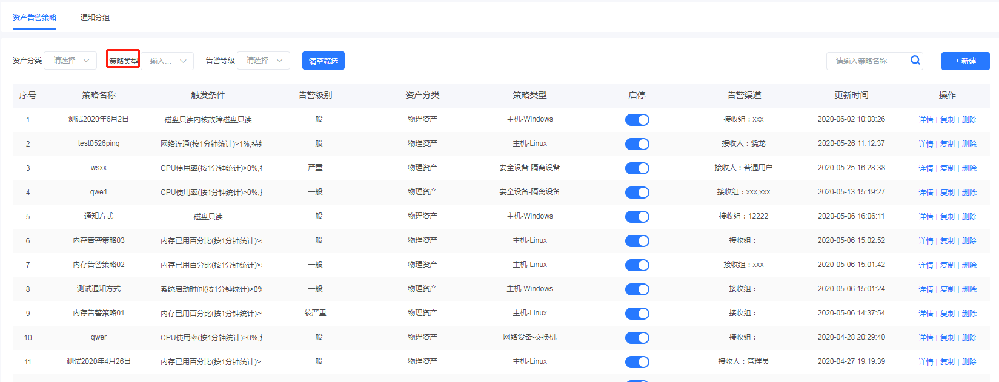 资产告警策略 通知分组
资产分类 请选择 策略类型 输入... 告警等级 请选择 清空筛选 请输入策略名称 + 新建
序号 策略名称 触发条件 告警级别 资产分类 策略类型 启停 告警渠道 更新时间 操作
1 测试2020年6月2日 磁盘只读内核故障磁盘只读 一般 物理资产 主机-Windows 接收组：xxx 2020-06-02 10:08:26 详情 | 复制 | 删除
2 test0526ping 网络连通(按1分钟统计)>1%,持 一般 物理资产 主机-Linux 接收人：骁龙 2020-05-26 11:12:37 详情 | 复制 | 删除
3 wsxx CPU使用率(按1分钟统计)>0%, 严重 物理资产 安全设备-隔离设备 接收人：普通用户 2020-05-25 16:28:38 详情 | 复制 | 删除
4 qwe1 CPU使用率(按1分钟统计)>0%, 一般 物理资产 安全设备-隔离设备 接收组：xxx,xxx 2020-05-13 15:19:27 详情 | 复制 | 删除
5 通知方式 磁盘只读 一般 物理资产 主机-Windows 接收组：12222 2020-05-06 16:06:11 详情 | 复制 | 删除
6 内存告警策略03 内存已用百分比(按1分钟统计)> 一般 物理资产 主机-Linux 接收组： 2020-05-06 15:02:52 详情 | 复制 | 删除
7 内存告警策略02 内存已用百分比(按1分钟统计)> 一般 物理资产 主机-Linux 接收组：xxx 2020-05-06 15:01:42 详情 | 复制 | 删除
8 测试通知方式 系统启动时间(按1分钟统计)>0% 一般 物理资产 主机-Windows 接收组： 2020-05-06 15:01:24 详情 | 复制 | 删除
9 内存告警策略01 内存已用百分比(按1分钟统计)> 较严重 物理资产 主机-Linux 接收组： 2020-05-06 14:37:54 详情 | 复制 | 删除
10 qwer CPU使用率(按1分钟统计)>0%, 一般 物理资产 网络设备-交换机 接收组： 2020-04-28 20:29:40 详情 | 复制 | 删除
11 测试2020年4月26日 内存已用百分比(按1分钟统计)> 一般 物理资产 主机-Linux 接收人：管理员 2020-04-27 19:19:39 详情 | 复制 | 删除